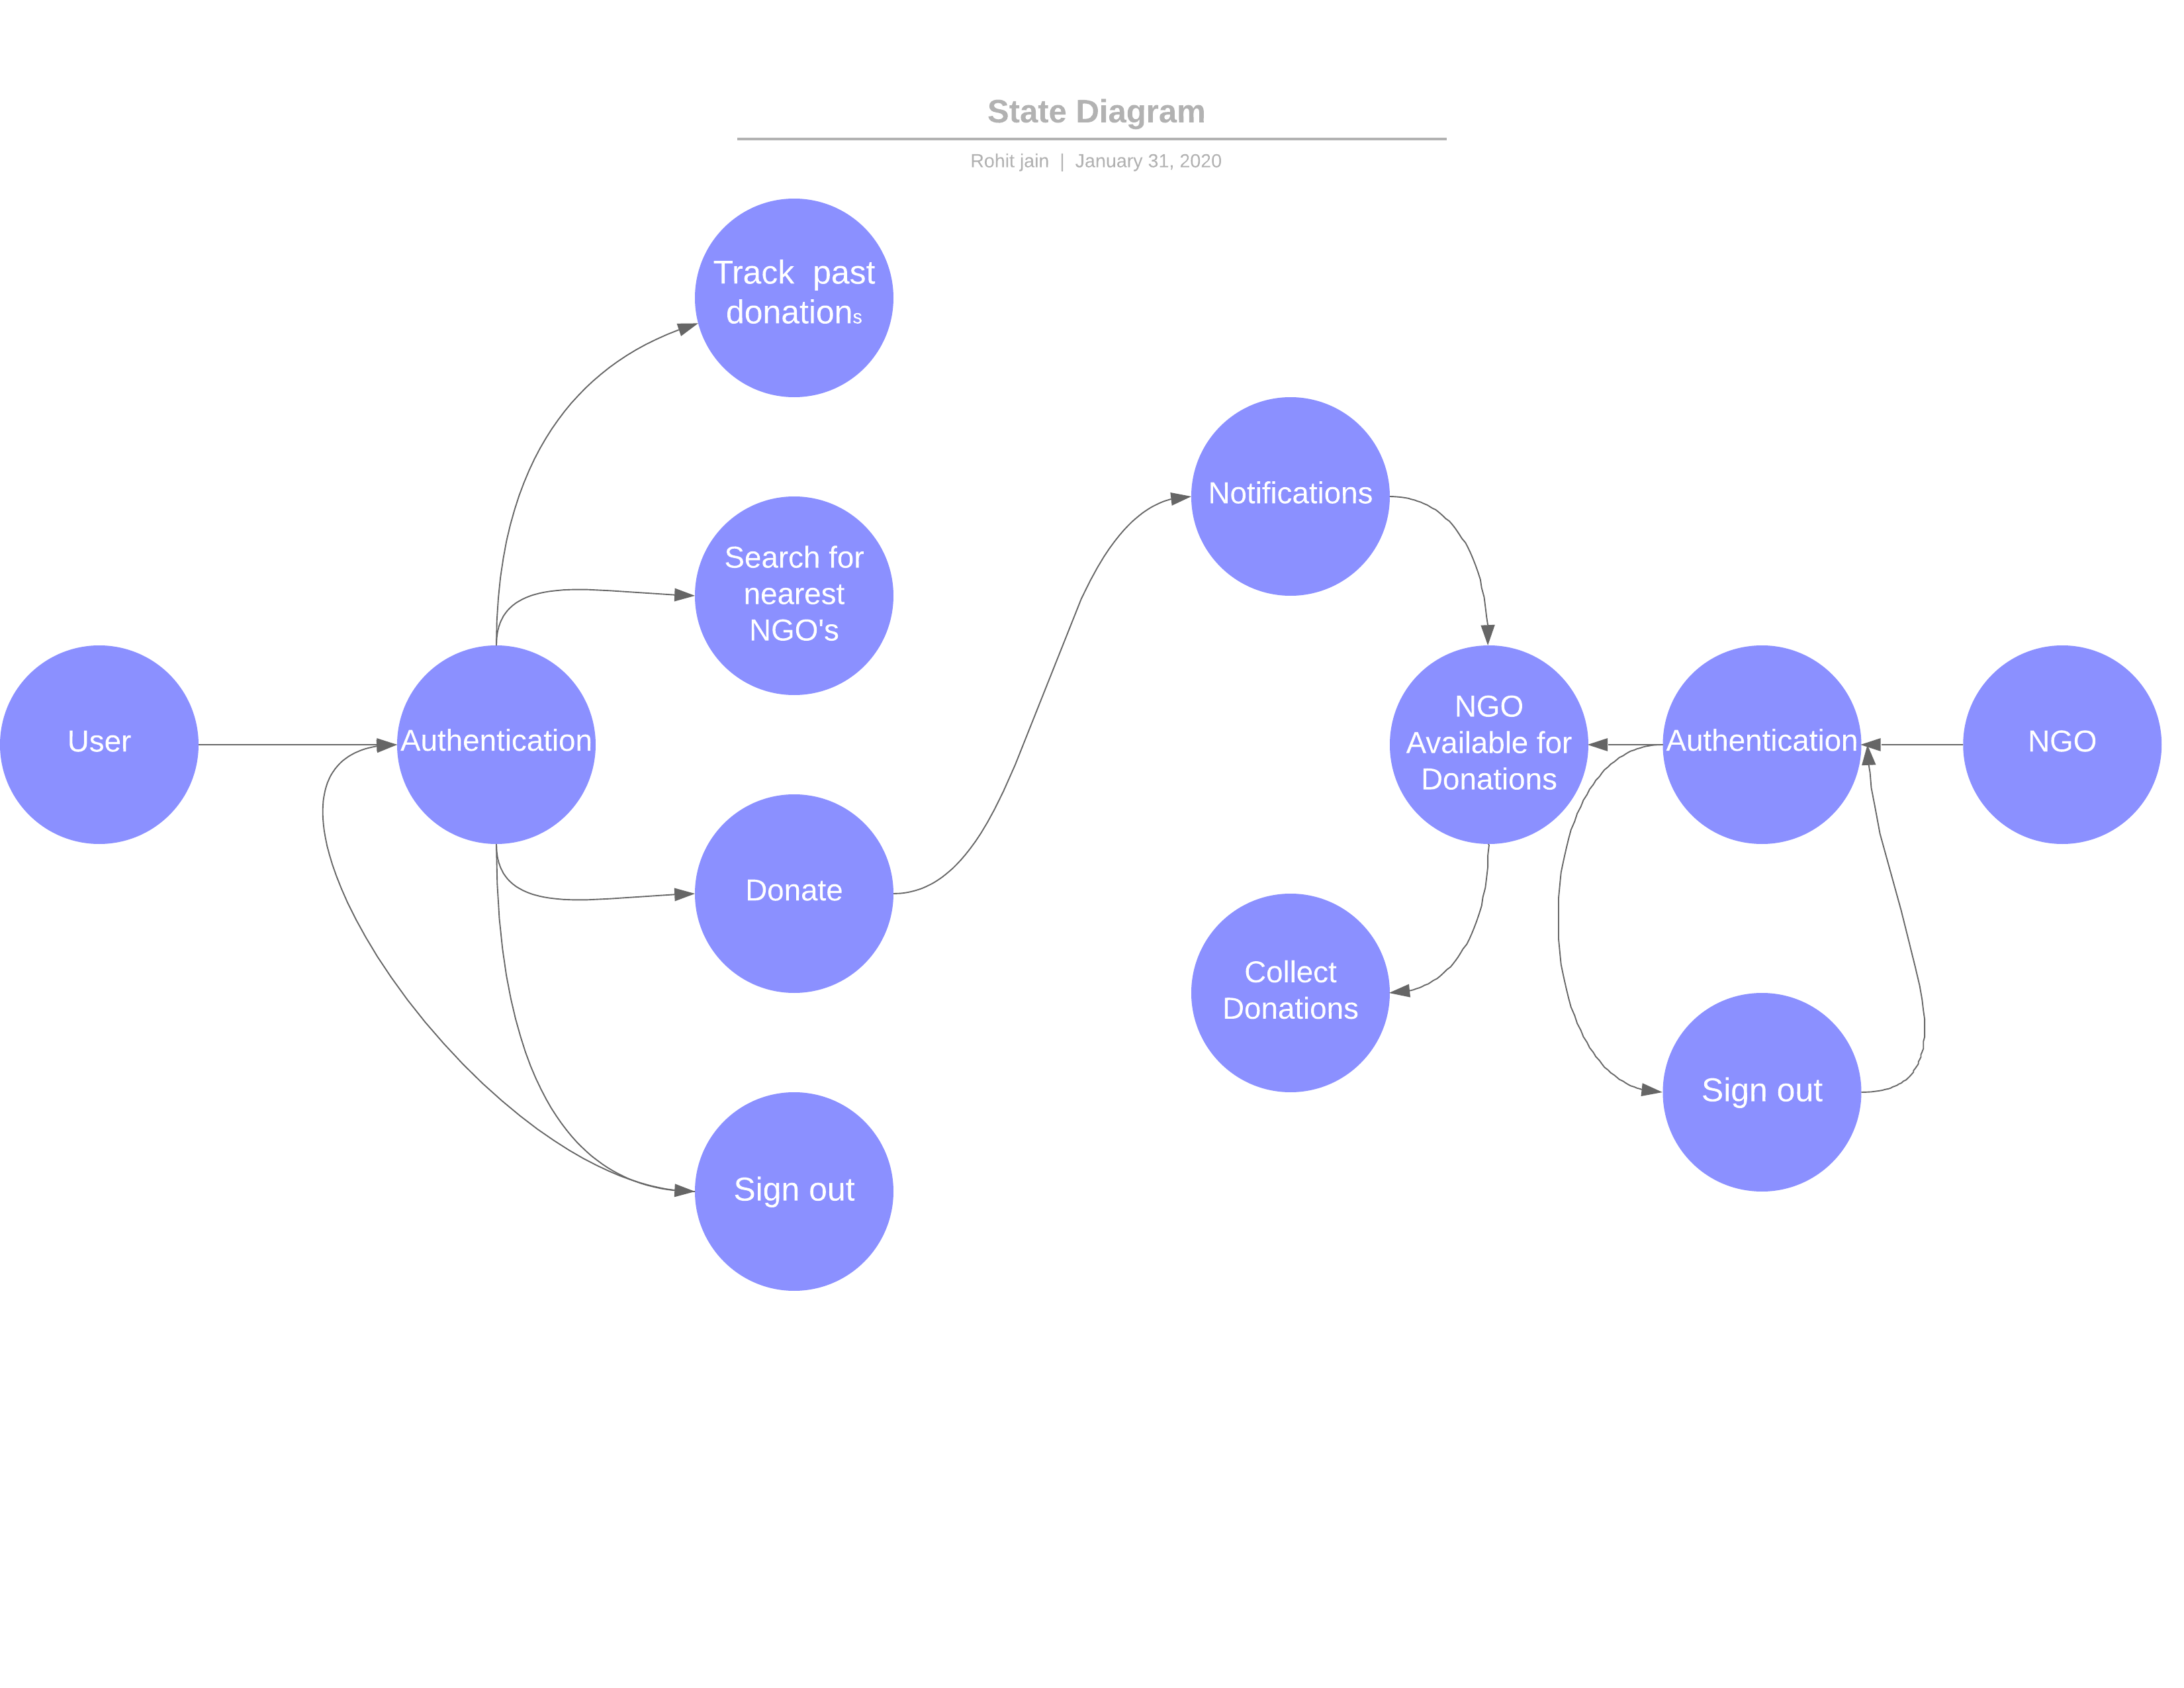 State Diagram
Rohit jain | January 31, 2020
Track past
donations
Search for
nearest
NGO's
User
Authentication
Donate
Sign out
Notifications
NGO
Available for
Donations
Collect
Donations
Authentication
NGO
Sign out